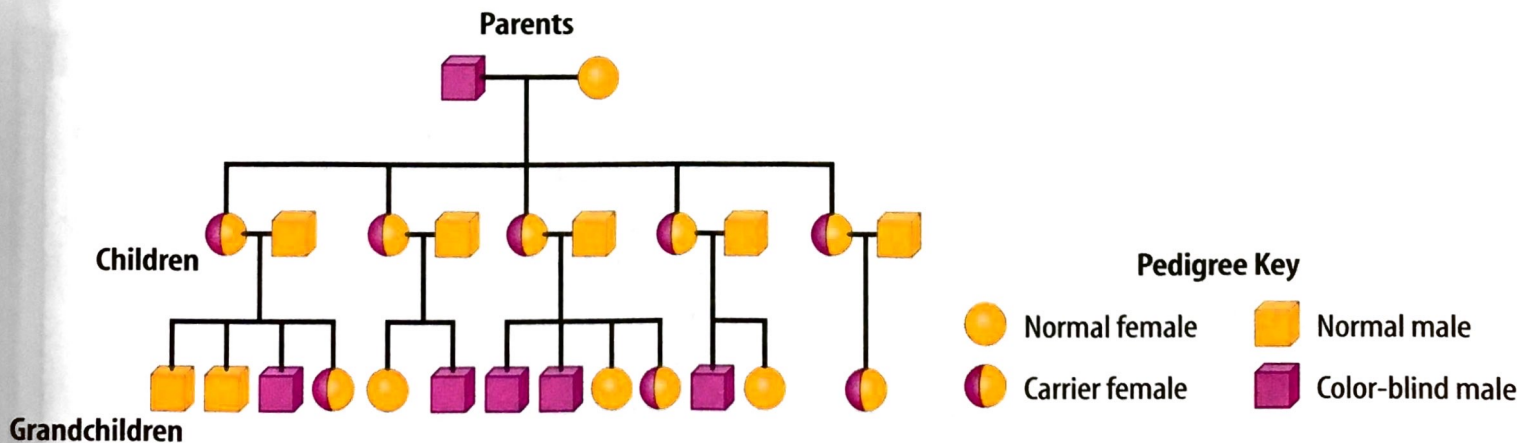 Parents
Children
Grandchildren
Pedigree Key
Normal female
Normal male
Carrier female
Color-blind male